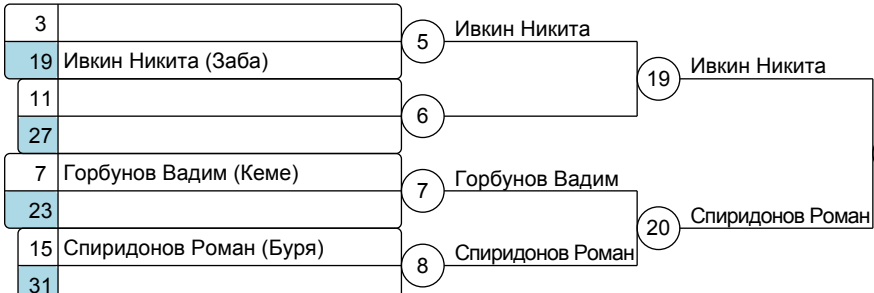 3
5
Ивкин Никита
19 Ивкин Никита (Заба)
19
Ивкин Никита
11
6
27
7 Горбунов Вадим (Кеме)
7
Горбунов Вадим
23
20
Спиридонов Роман
15 Спиридонов Роман (Буря)
8
Спиридонов Роман
31